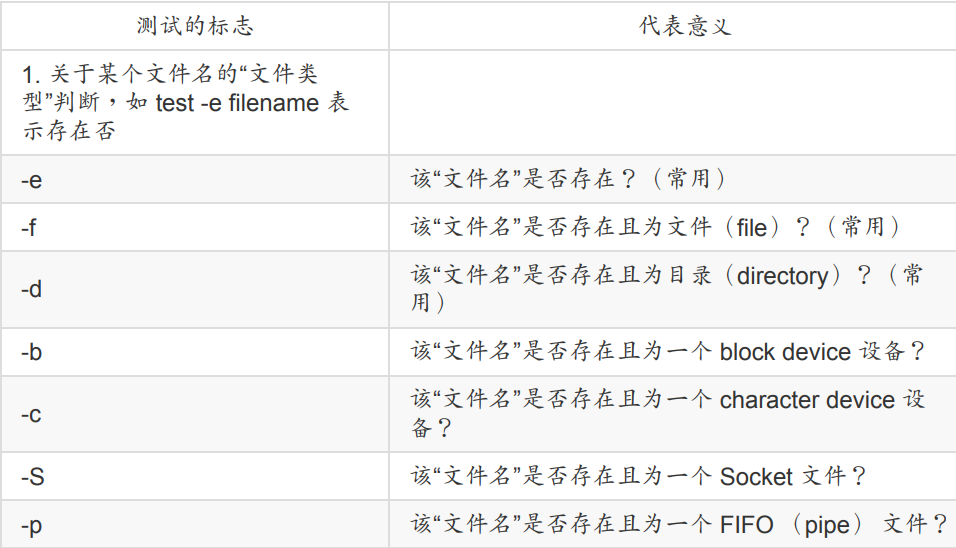 测试的标志 代表意义
1. 关于某个文件名的“文件类
型”判断，如 test -e filename 表
示存在否
-e 该“文件名”是否存在？（常用）
-f 该“文件名”是否存在且为文件（file）？（常用）
-d 该“文件名”是否存在且为目录（directory）？（常
用）
-b 该“文件名”是否存在且为一个 block device 设备？
-c 该“文件名”是否存在且为一个 character device 设
备？
-S 该“文件名”是否存在且为一个 Socket 文件？
-p 该“文件名”是否存在且为一个 FIFO （pipe） 文件？